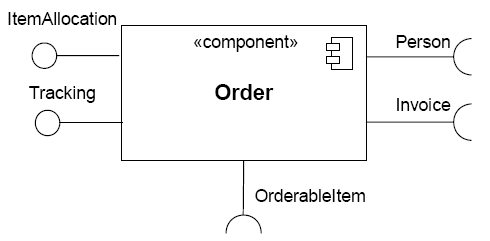 ItemAllocation
«component»
Person
Tracking
Order
Invoice
OrderableItem